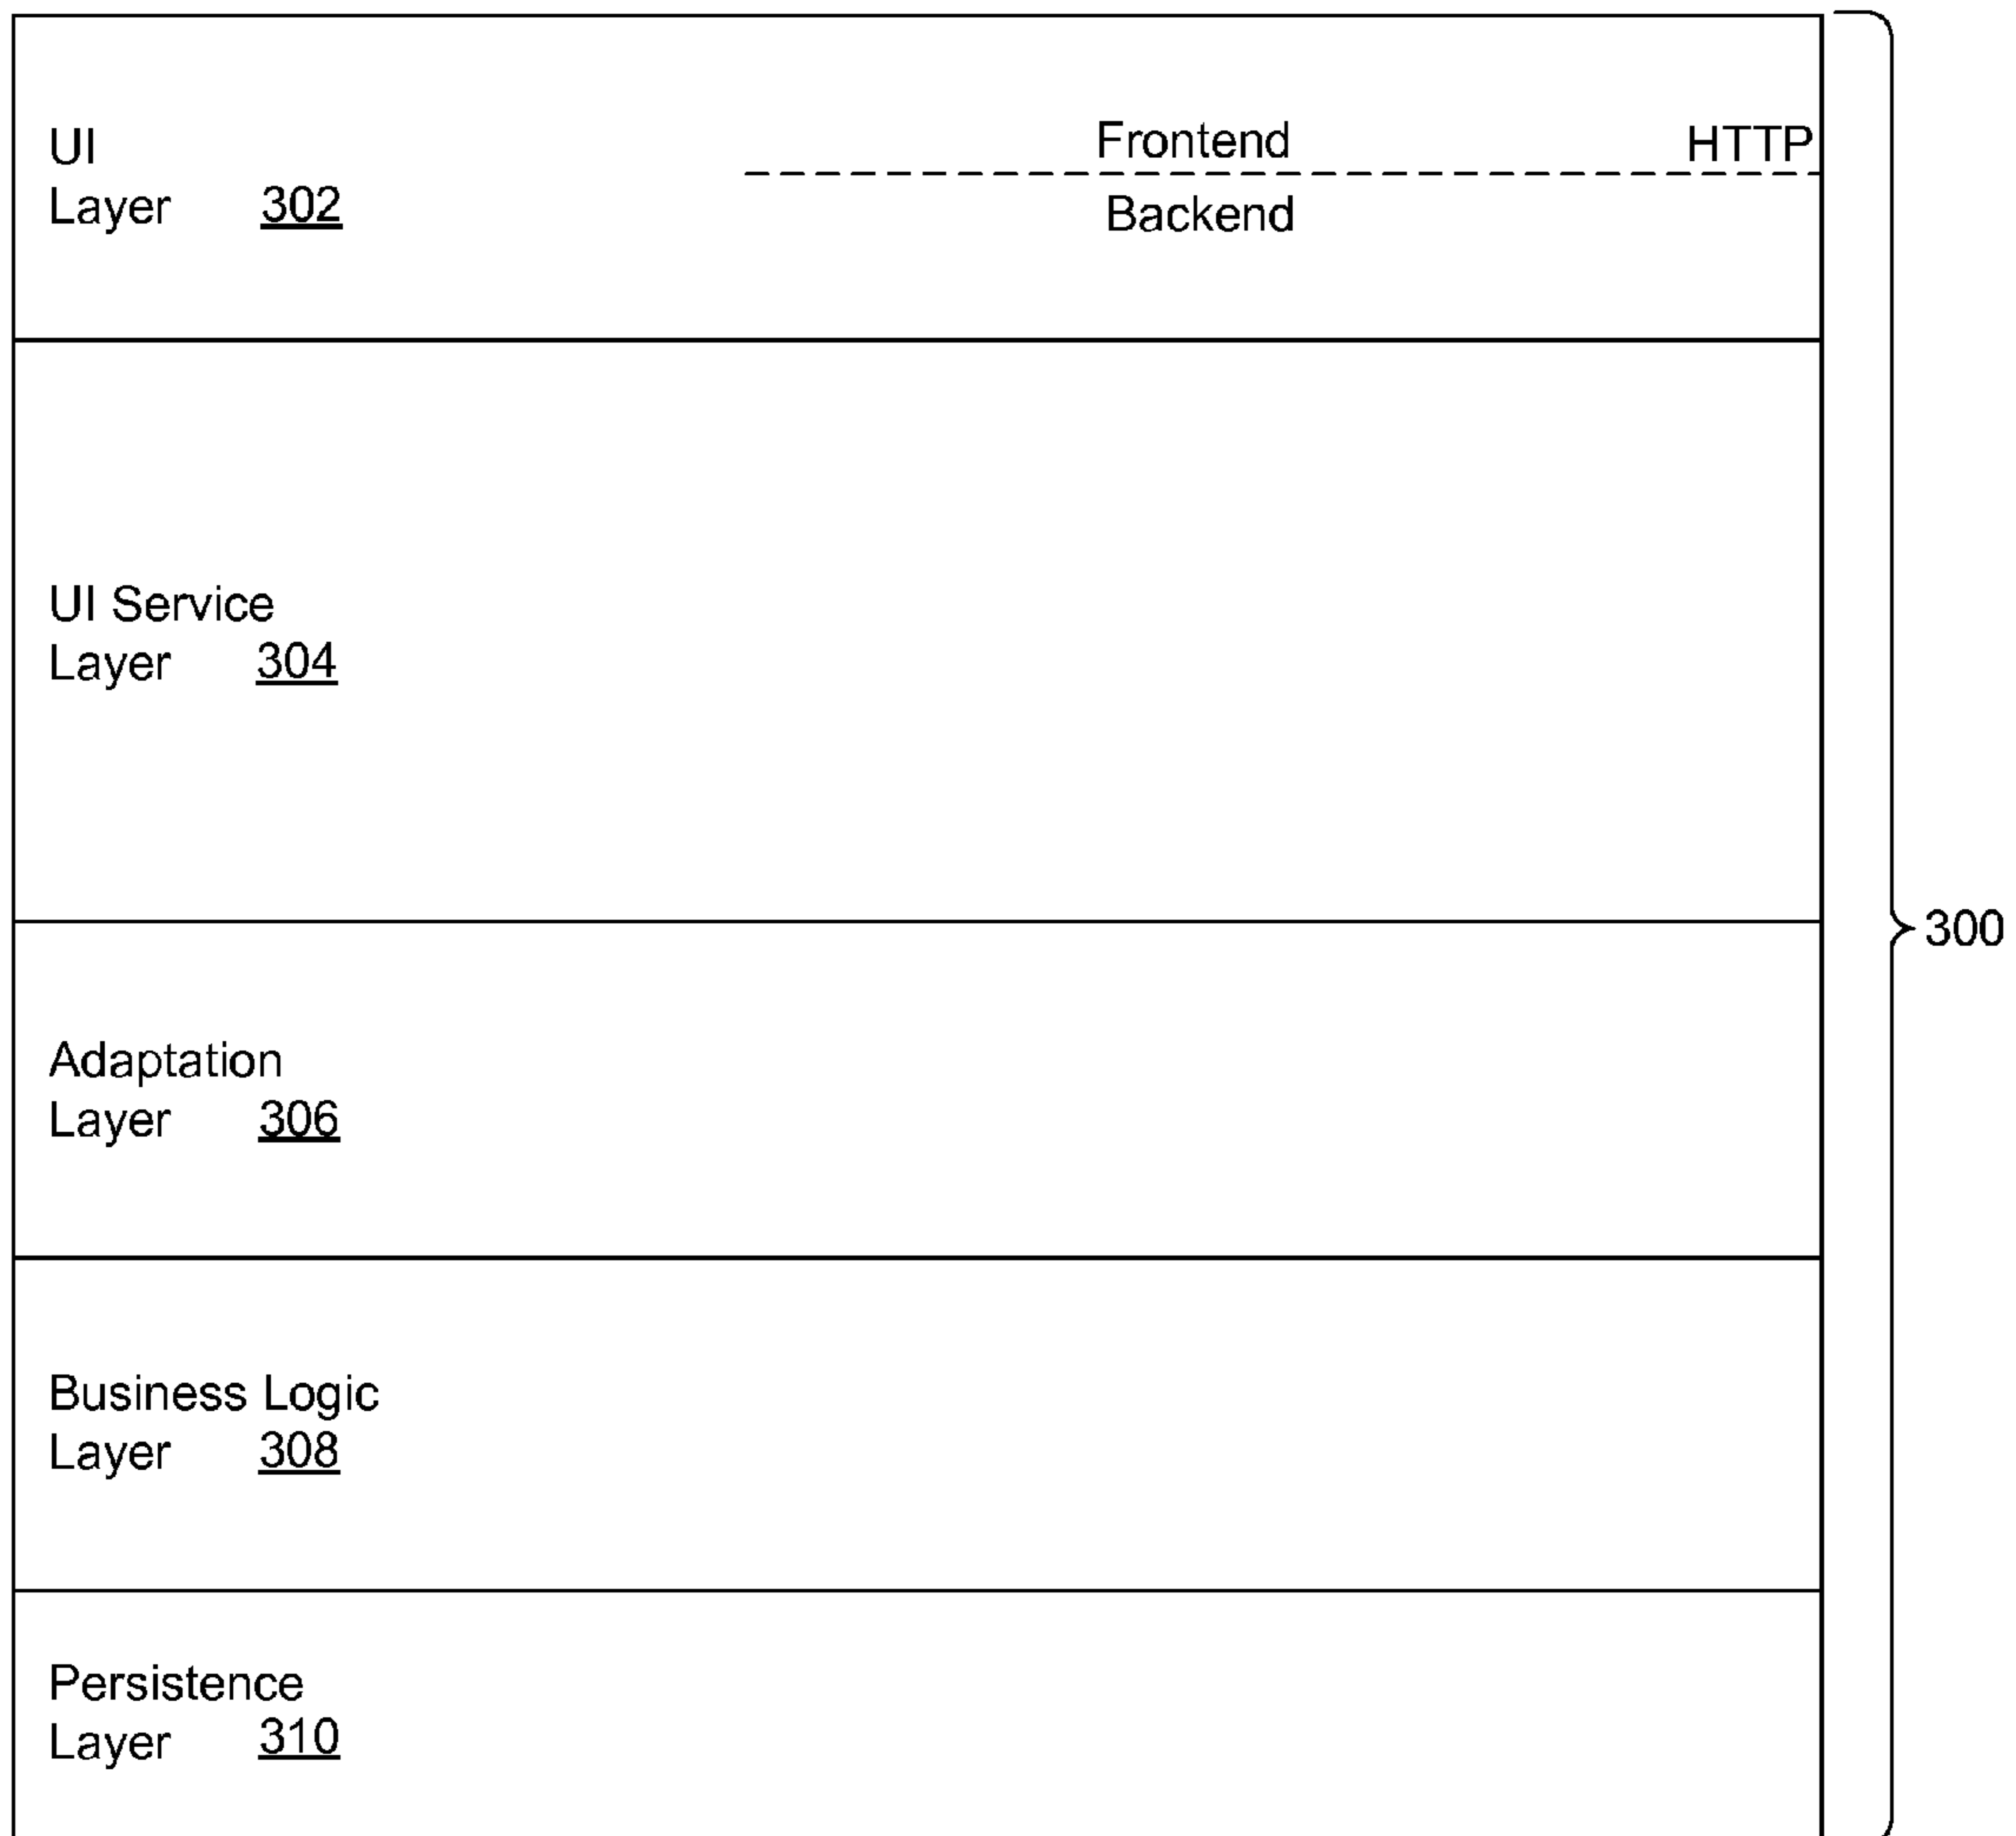 UI
Layer 302
Frontend
HTTP
Backend
UI Service
Layer 304
300
Adaptation
Layer 306
Business Logic
Layer 308
Persistence
Layer 310